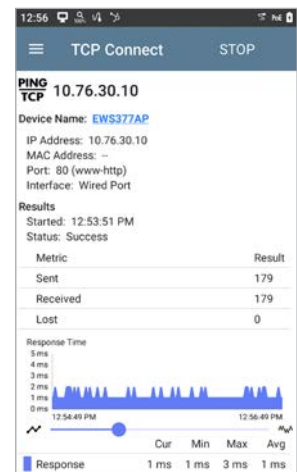 12:56
TCP Connect STOP
PING
TCP 10.76.30.10
Device Name: EWS377AP
IP Address: 10.76.30.10
MAC Address: --
Port: 80 (www-http)
Interface: Wired Port
Results
Started: 12:53:51 PM
Status: Success
Metric Result
Sent 179
Received 179
Lost 0
Response Time
5 ms
4 ms
3 ms
2 ms
1 ms
0 ms
12:54:49 PM 12:56:49 PM
Cur Min Max Avg
Response 1 ms 1 ms 3 ms 1 ms